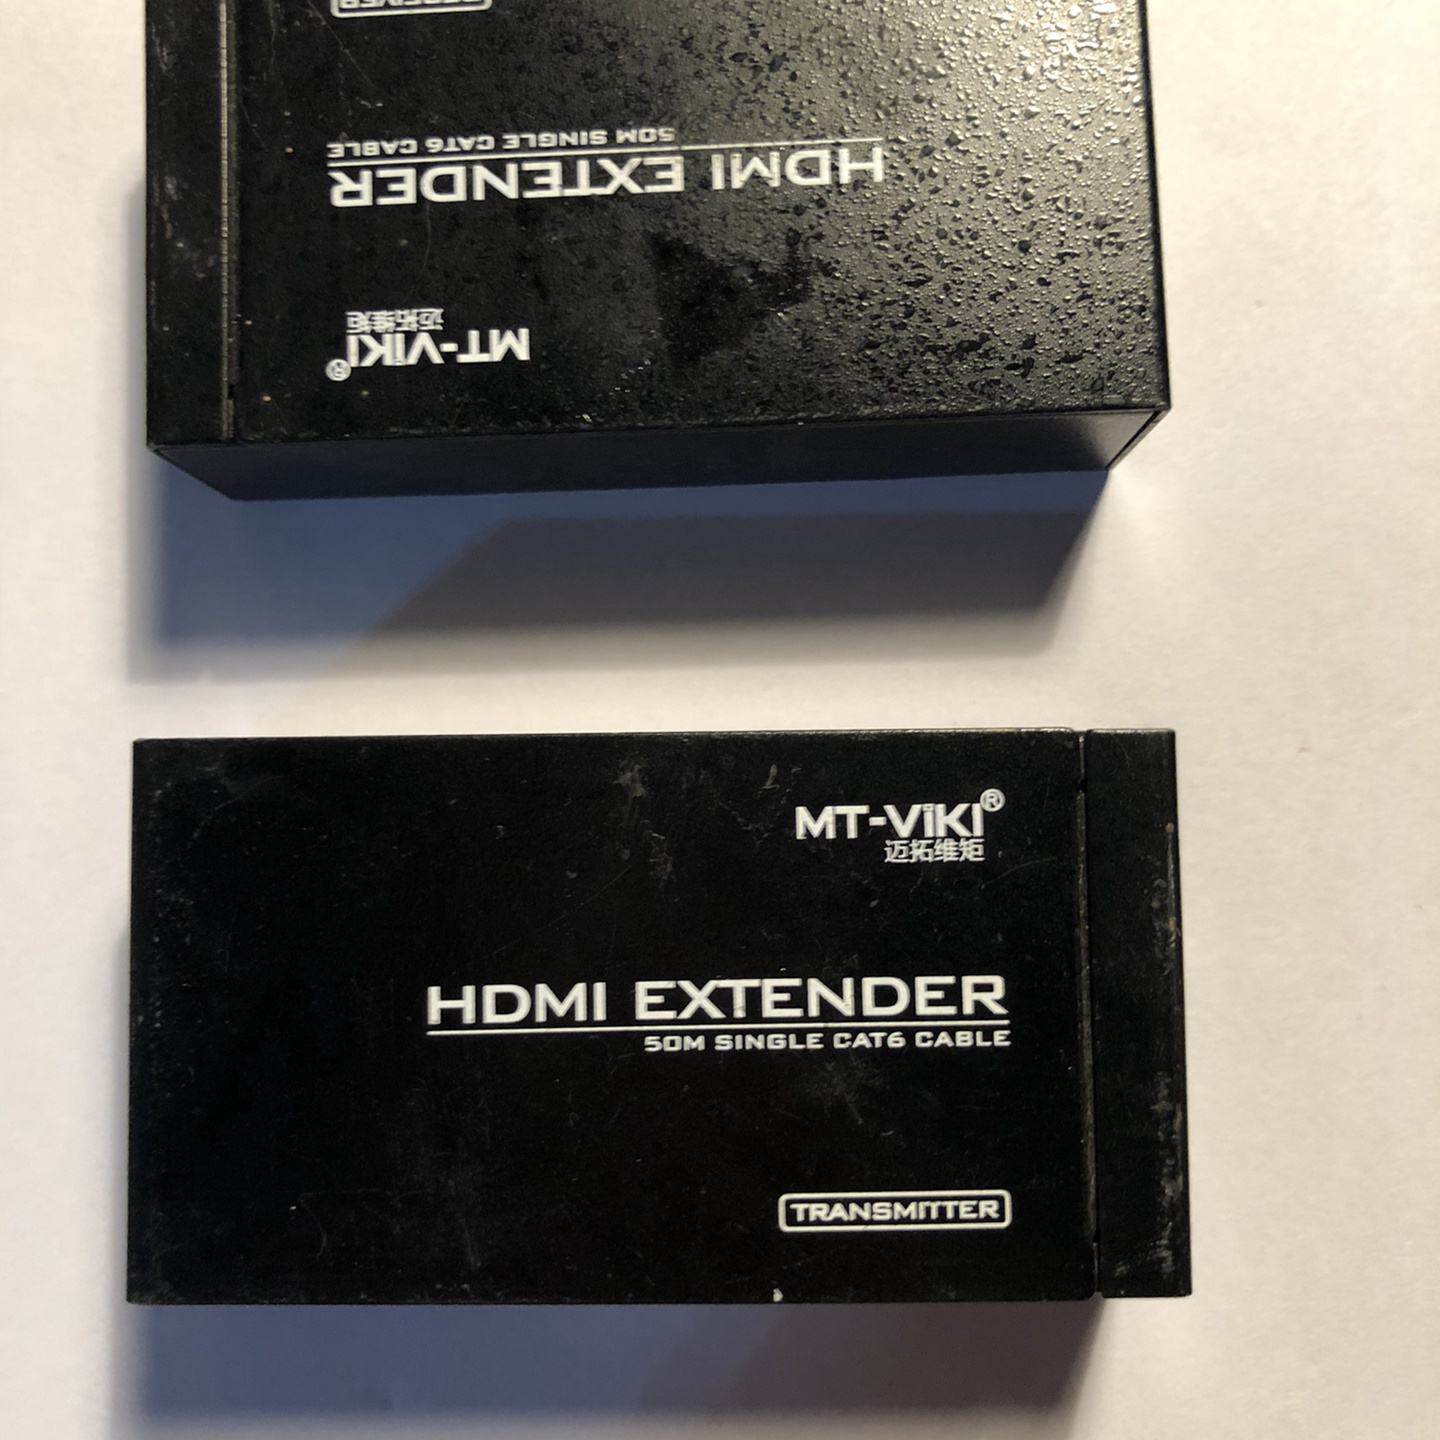 RECEIVER
50M SINGLE CAT6 CABLE
HDMI EXTENDER
迈拓维矩
MT-ViKI®
MT-ViKI®
迈拓维矩
HDMI EXTENDER
50M SINGLE CAT6 CABLE
TRANSMITTER